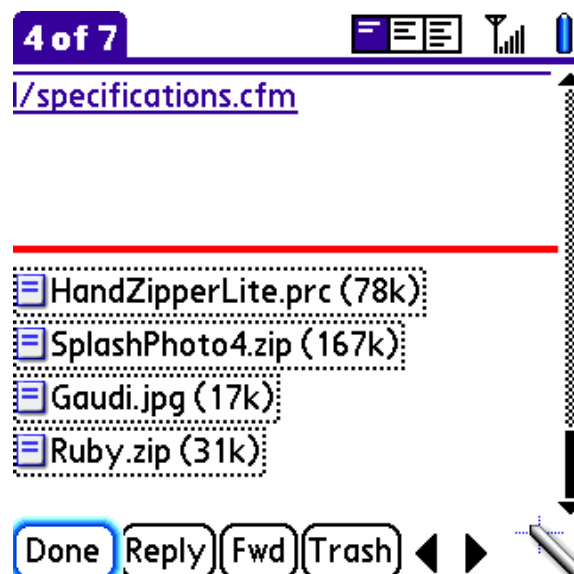 4 of 7
l/specifications.cfm
HandZipperLite.prc (78k)
SplashPhoto4.zip (167k)
Gaudi.jpg (17k)
Ruby.zip (31k)
Done Reply Fwd Trash